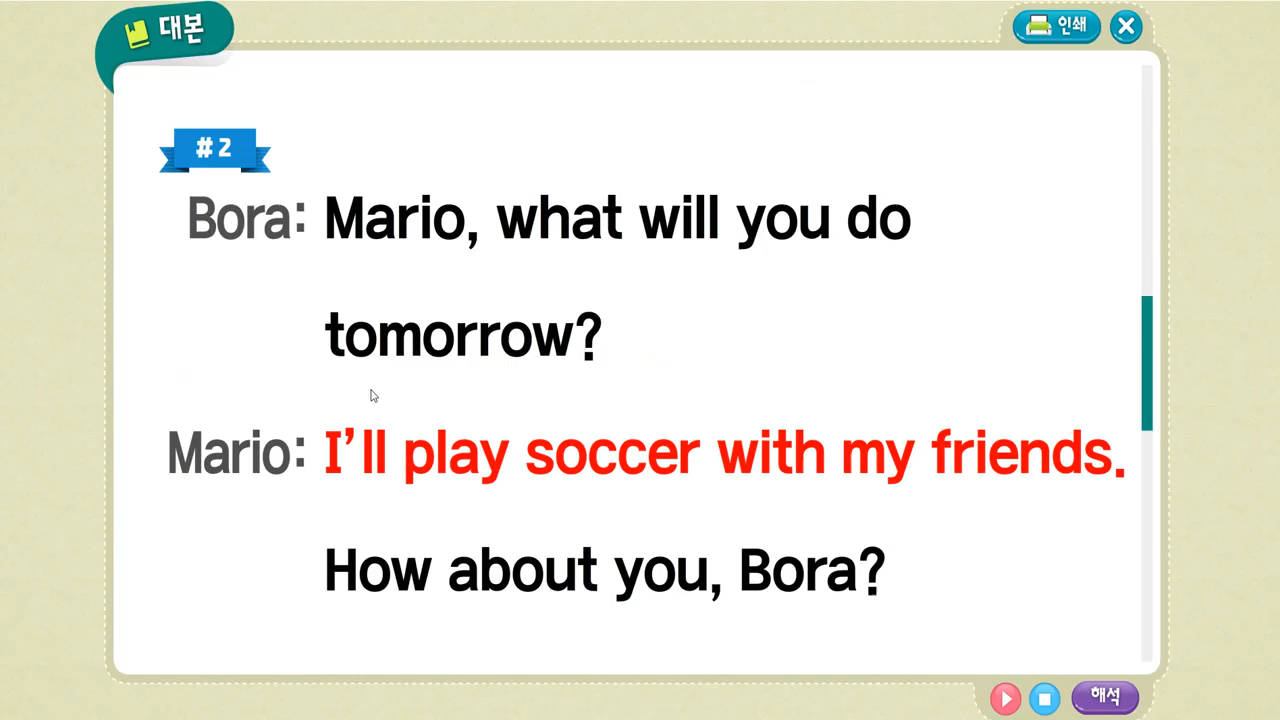 대본
인쇄
#2
Bora: Mario, what will you do
tomorrow?
Mario: I'll play soccer with my friends.
How about you, Bora?
해석